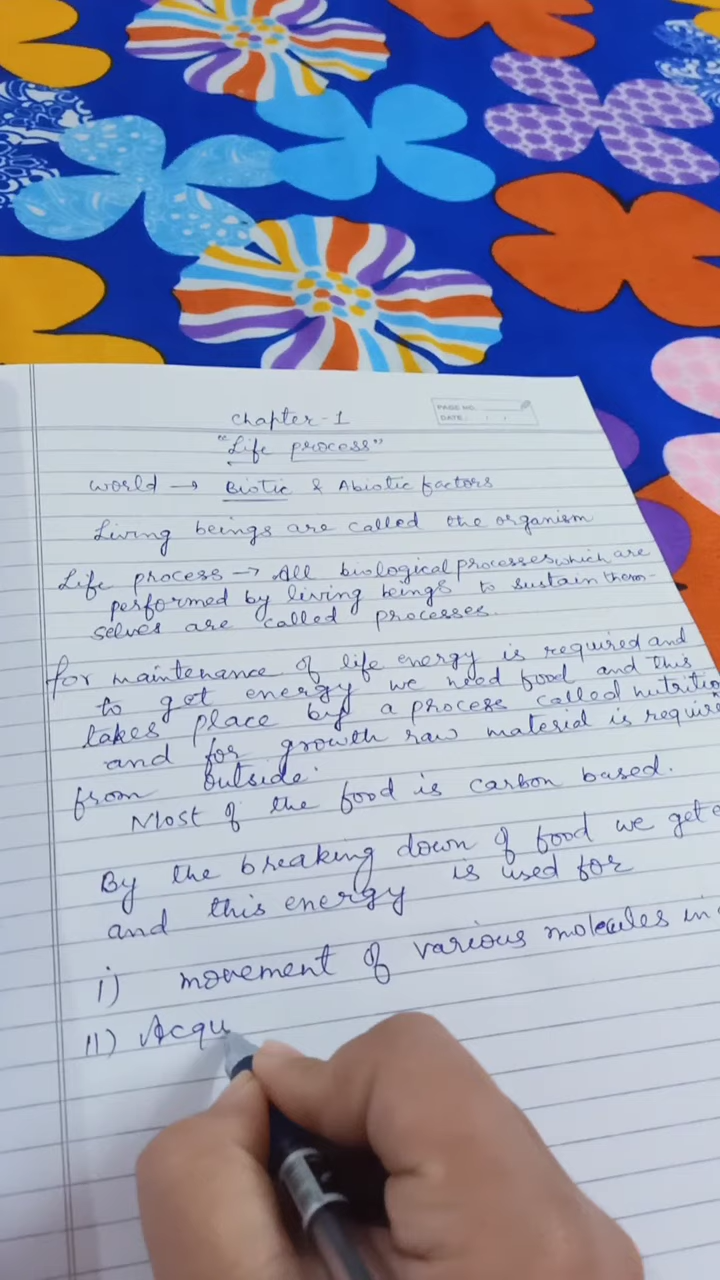 chapter-1
PAGE NO.
DATE : / /
"Life process"
world → Biotic & Abiotic factors
Living beings are called the organism
Life process → All biological processes which are
performed by living beings to sustain them-
selves are called processes.
for maintenance of life energy is required and
to get energy we need food and this
takes place by a process called nutritio
and for growth raw material is require
from outside.
Most of the food is carbon based.
By the breaking down of food we get e
and this energy is used for
i) movement of various molecules in
II) Acqu